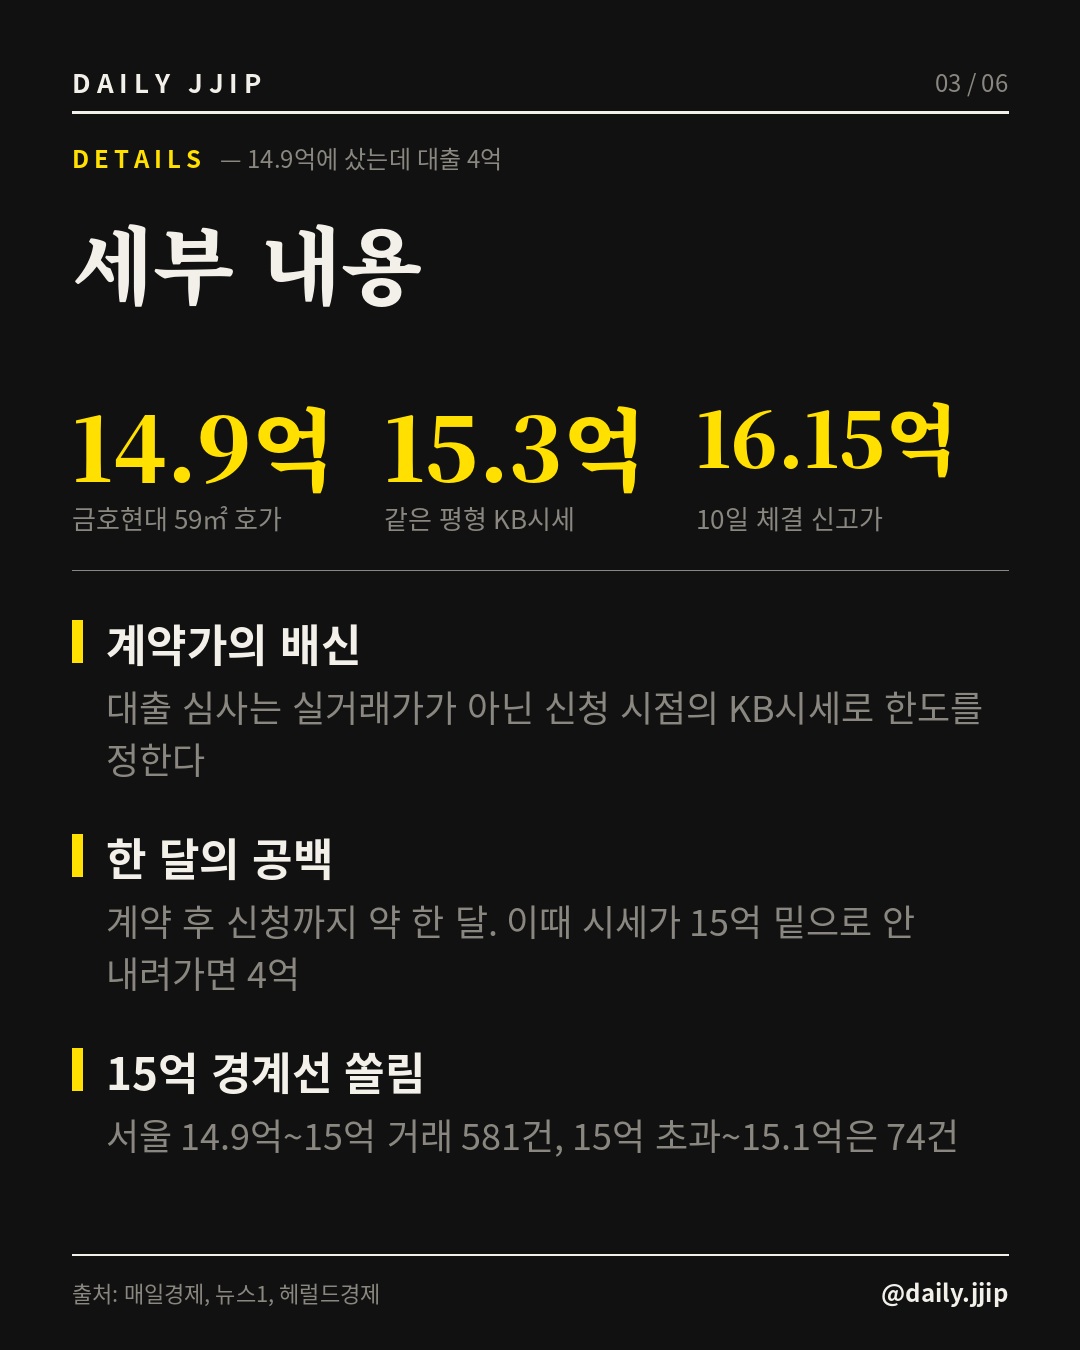 DAILY JJIP
03 / 06
DETAILS — 14.9억에 샀는데 대출 4억
세부 내용
14.9억 15.3억 16.15억
금호현대 59㎡ 호가 같은 평형 KB시세 10일 체결 신고가
계약가의 배신
대출 심사는 실거래가가 아닌 신청 시점의 KB시세로 한도를
정한다
한 달의 공백
계약 후 신청까지 약 한 달. 이때 시세가 15억 밑으로 안
내려가면 4억
15억 경계선 쏠림
서울 14.9억~15억 거래 581건, 15억 초과~15.1억은 74건
출처: 매일경제, 뉴스1, 헤럴드경제
@daily.jjip